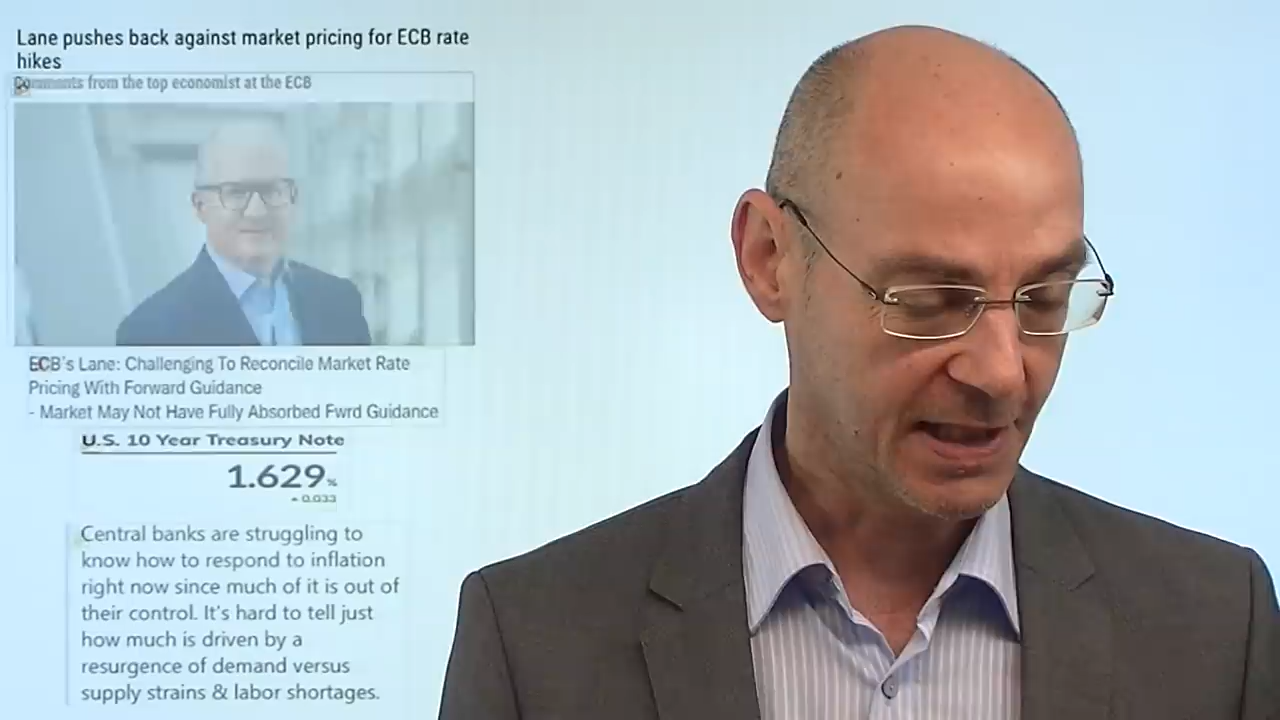 Lane pushes back against market pricing for ECB rate
hikes
Comments from the top economist at the ECB
ECB's Lane: Challenging To Reconcile Market Rate
Pricing With Forward Guidance
- Market May Not Have Fully Absorbed Fwrd Guidance
U.S. 10 Year Treasury Note
1.629%
▲ 0.033
Central banks are struggling to
know how to respond to inflation
right now since much of it is out of
their control. It's hard to tell just
how much is driven by a
resurgence of demand versus
supply strains & labor shortages.